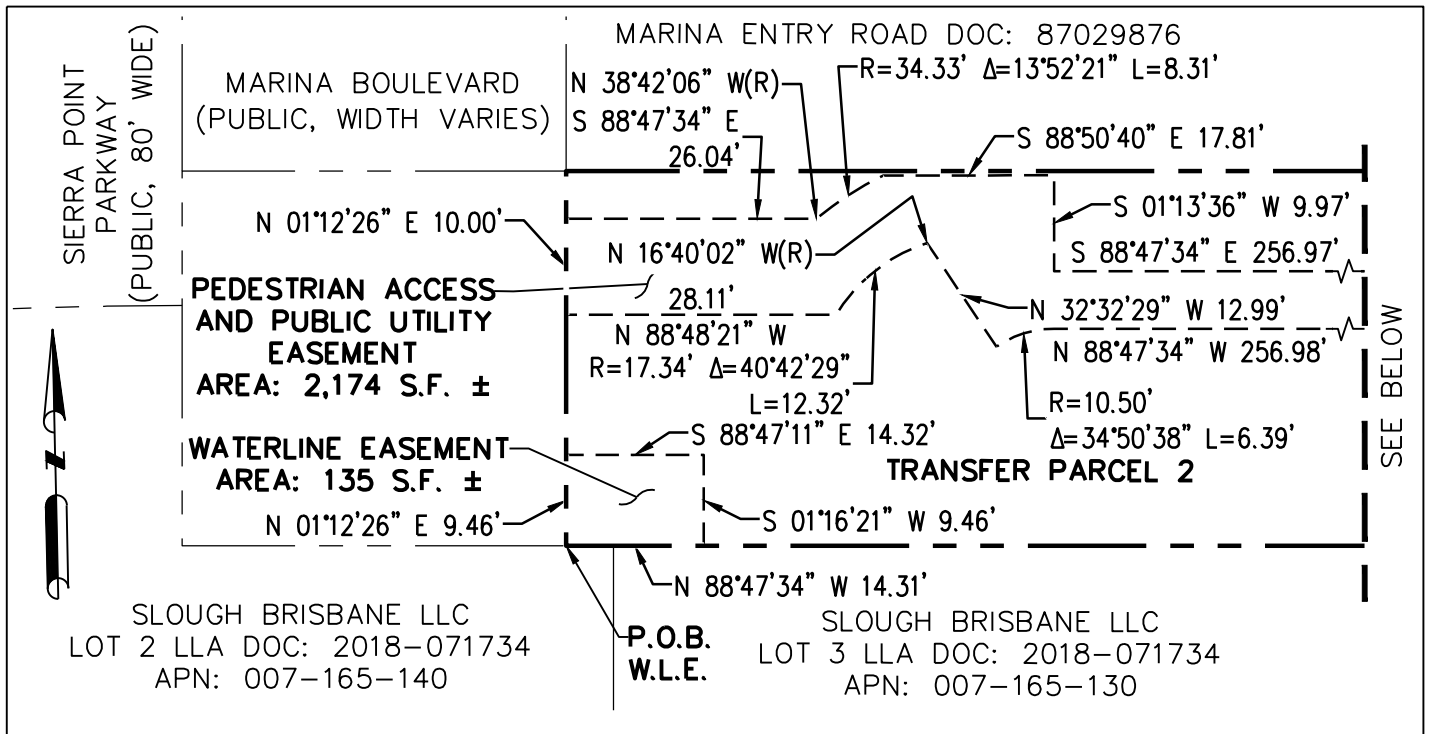 MARINA ENTRY ROAD DOC: 87029876
SIERRA POINT
PARKWAY
(PUBLIC, 80' WIDE)
MARINA BOULEVARD
(PUBLIC, WIDTH VARIES)
N 38°42'06" W(R)
R=34.33' Δ=13°52'21" L=8.31'
S 88°47'34" E
26.04'
S 88°50'40" E 17.81'
N 01°12'26" E 10.00'
S 01°13'36" W 9.97'
N 16°40'02" W(R)
S 88°47'34" E 256.97'
PEDESTRIAN ACCESS
AND PUBLIC UTILITY
EASEMENT
AREA: 2,174 S.F. ±
28.11'
N 88°48'21" W
N 32°32'29" W 12.99'
N 88°47'34" W 256.98'
R=17.34' Δ=40°42'29"
L=12.32'
R=10.50'
Δ=34°50'38" L=6.39'
SEE BELOW
S 88°47'11" E 14.32'
WATERLINE EASEMENT
AREA: 135 S.F. ±
TRANSFER PARCEL 2
N 01°12'26" E 9.46'
S 01°16'21" W 9.46'
Z
N 88°47'34" W 14.31'
SLOUGH BRISBANE LLC
LOT 2 LLA DOC: 2018-071734
APN: 007-165-140
P.O.B.
W.L.E.
SLOUGH BRISBANE LLC
LOT 3 LLA DOC: 2018-071734
APN: 007-165-130